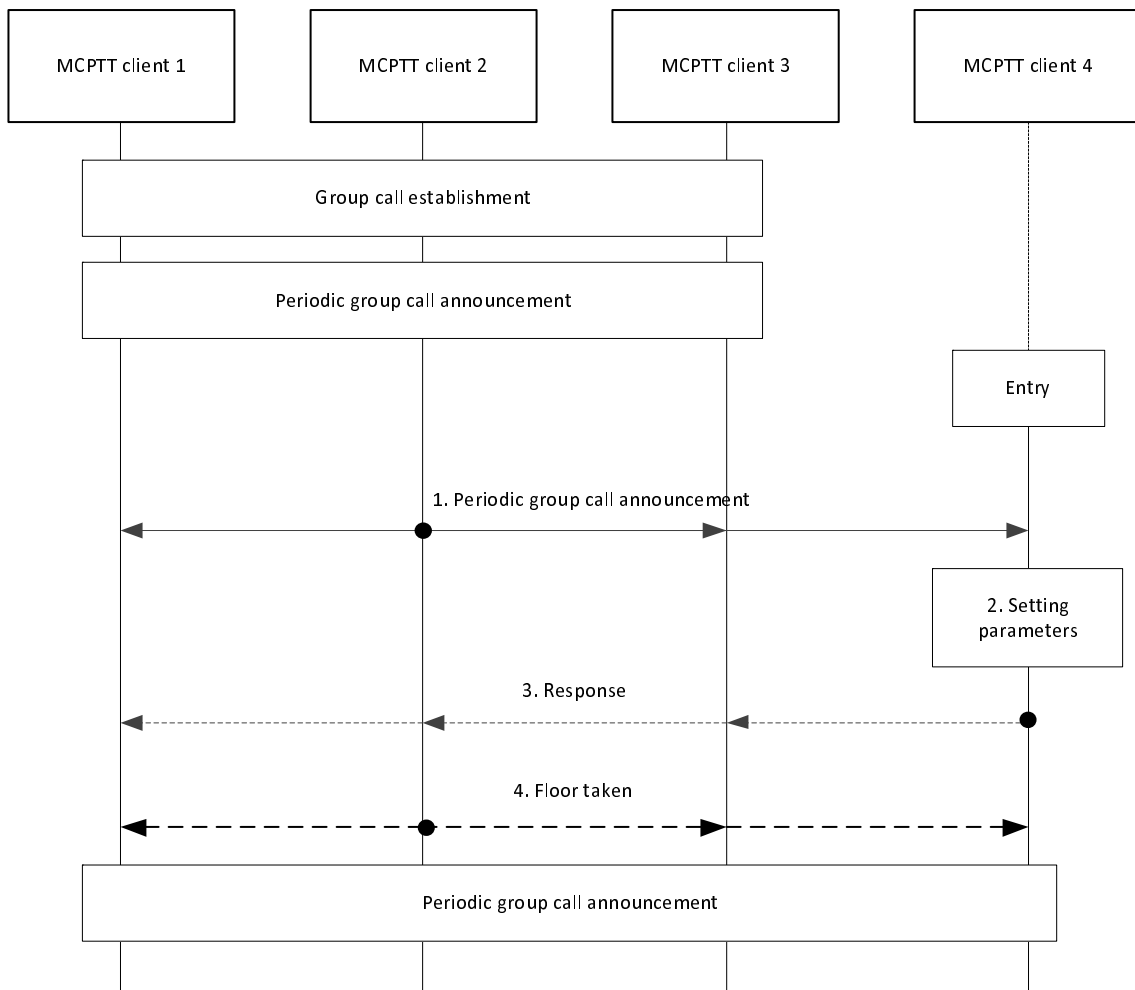 MCPTT client 1
MCPTT client 2
MCPTT client 3
MCPTT client 4
Group call establishment
Periodic group call announcement
Entry
1. Periodic group call announcement
2. Setting
parameters
3. Response
4. Floor taken
Periodic group call announcement